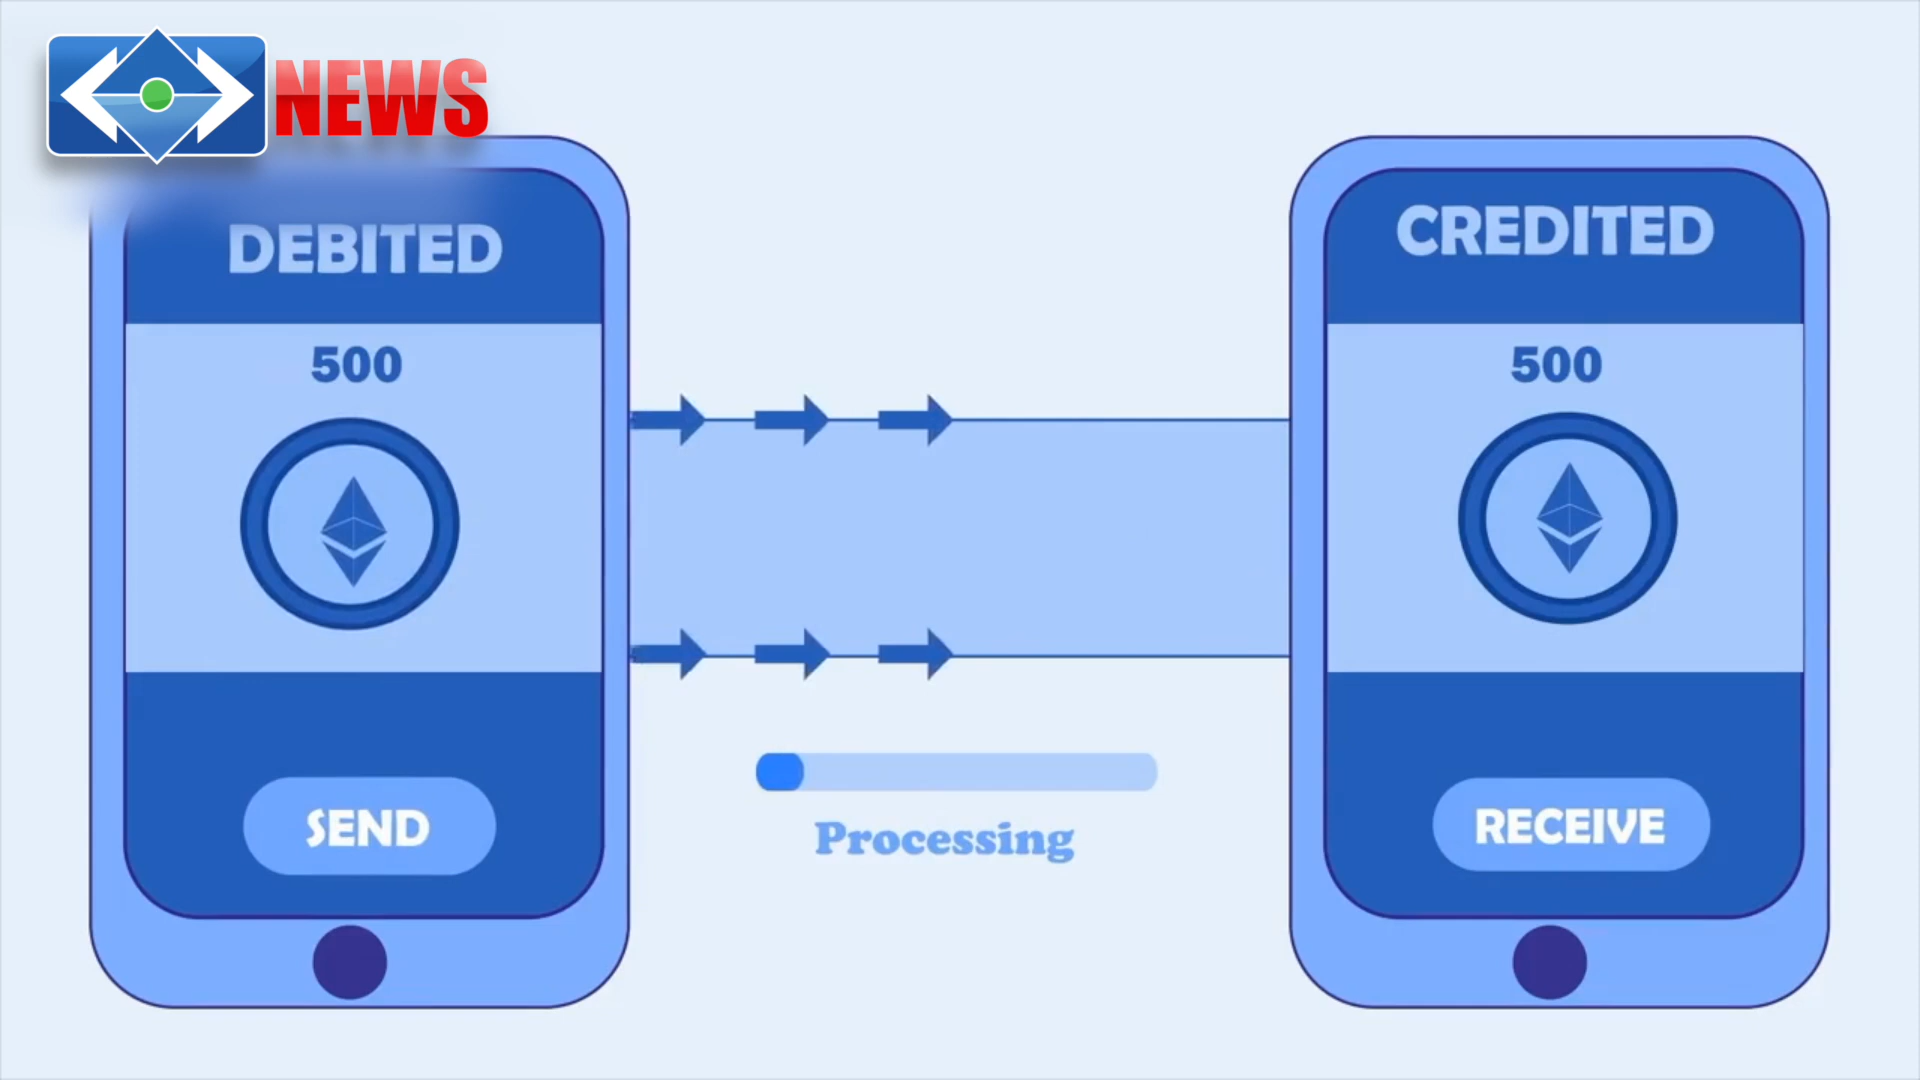 NEWS
DEBITED
CREDITED
500
500
SEND
RECEIVE
Processing